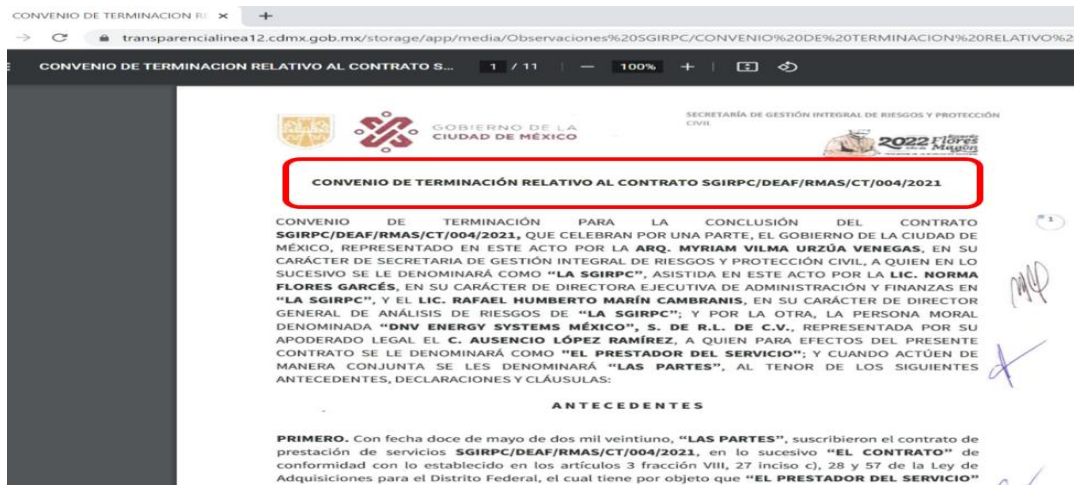 CONVENIO DE TERMINACION R
transparencialinea12.cdmx.gob.mx/storage/app/media/Observaciones%20SGIRPC/CONVENIO%20DE%20TERMINACION%20RELATIVO%2
CONVENIO DE TERMINACION RELATIVO AL CONTRATO S... 1 / 11 — 100% +
SECRETARÍA DE GESTIÓN INTEGRAL DE RIESGOS Y PROTECCIÓN
CIVIL
GOBIERNO DE LA
CIUDAD DE MÉXICO
2022 Ricardo
Flores
Magón
CONVENIO DE TERMINACIÓN RELATIVO AL CONTRATO SGIRPC/DEAF/RMAS/CT/004/2021
CONVENIO DE TERMINACIÓN PARA LA CONCLUSIÓN DEL CONTRATO
SGIRPC/DEAF/RMAS/CT/004/2021, QUE CELEBRAN POR UNA PARTE, EL GOBIERNO DE LA CIUDAD DE
MÉXICO, REPRESENTADO EN ESTE ACTO POR LA ARQ. MYRIAM VILMA URZÚA VENEGAS, EN SU
CARÁCTER DE SECRETARIA DE GESTIÓN INTEGRAL DE RIESGOS Y PROTECCIÓN CIVIL, A QUIEN EN LO
SUCESIVO SE LE DENOMINARÁ COMO “LA SGIRPC”, ASISTIDA EN ESTE ACTO POR LA LIC. NORMA
FLORES GARCÉS, EN SU CARÁCTER DE DIRECTORA EJECUTIVA DE ADMINISTRACIÓN Y FINANZAS EN
“LA SGIRPC”, Y EL LIC. RAFAEL HUMBERTO MARÍN CAMBRANIS, EN SU CARÁCTER DE DIRECTOR
GENERAL DE ANÁLISIS DE RIESGOS DE “LA SGIRPC”; Y POR LA OTRA, LA PERSONA MORAL
DENOMINADA “DNV ENERGY SYSTEMS MÉXICO”, S. DE R.L. DE C.V., REPRESENTADA POR SU
APODERADO LEGAL EL C. AUSENCIO LÓPEZ RAMÍREZ, A QUIEN PARA EFECTOS DEL PRESENTE
CONTRATO SE LE DENOMINARÁ COMO “EL PRESTADOR DEL SERVICIO”; Y CUANDO ACTÚEN DE
MANERA CONJUNTA SE LES DENOMINARÁ “LAS PARTES”, AL TENOR DE LOS SIGUIENTES
ANTECEDENTES, DECLARACIONES Y CLÁUSULAS:
ANTECEDENTES
PRIMERO. Con fecha doce de mayo de dos mil veintiuno, “LAS PARTES”, suscribieron el contrato de
prestación de servicios SGIRPC/DEAF/RMAS/CT/004/2021, en lo sucesivo “EL CONTRATO” de
conformidad con lo establecido en los artículos 3 fracción VIII, 27 inciso c), 28 y 57 de la Ley de
Adquisiciones para el Distrito Federal, el cual tiene por objeto que “EL PRESTADOR DEL SERVICIO”